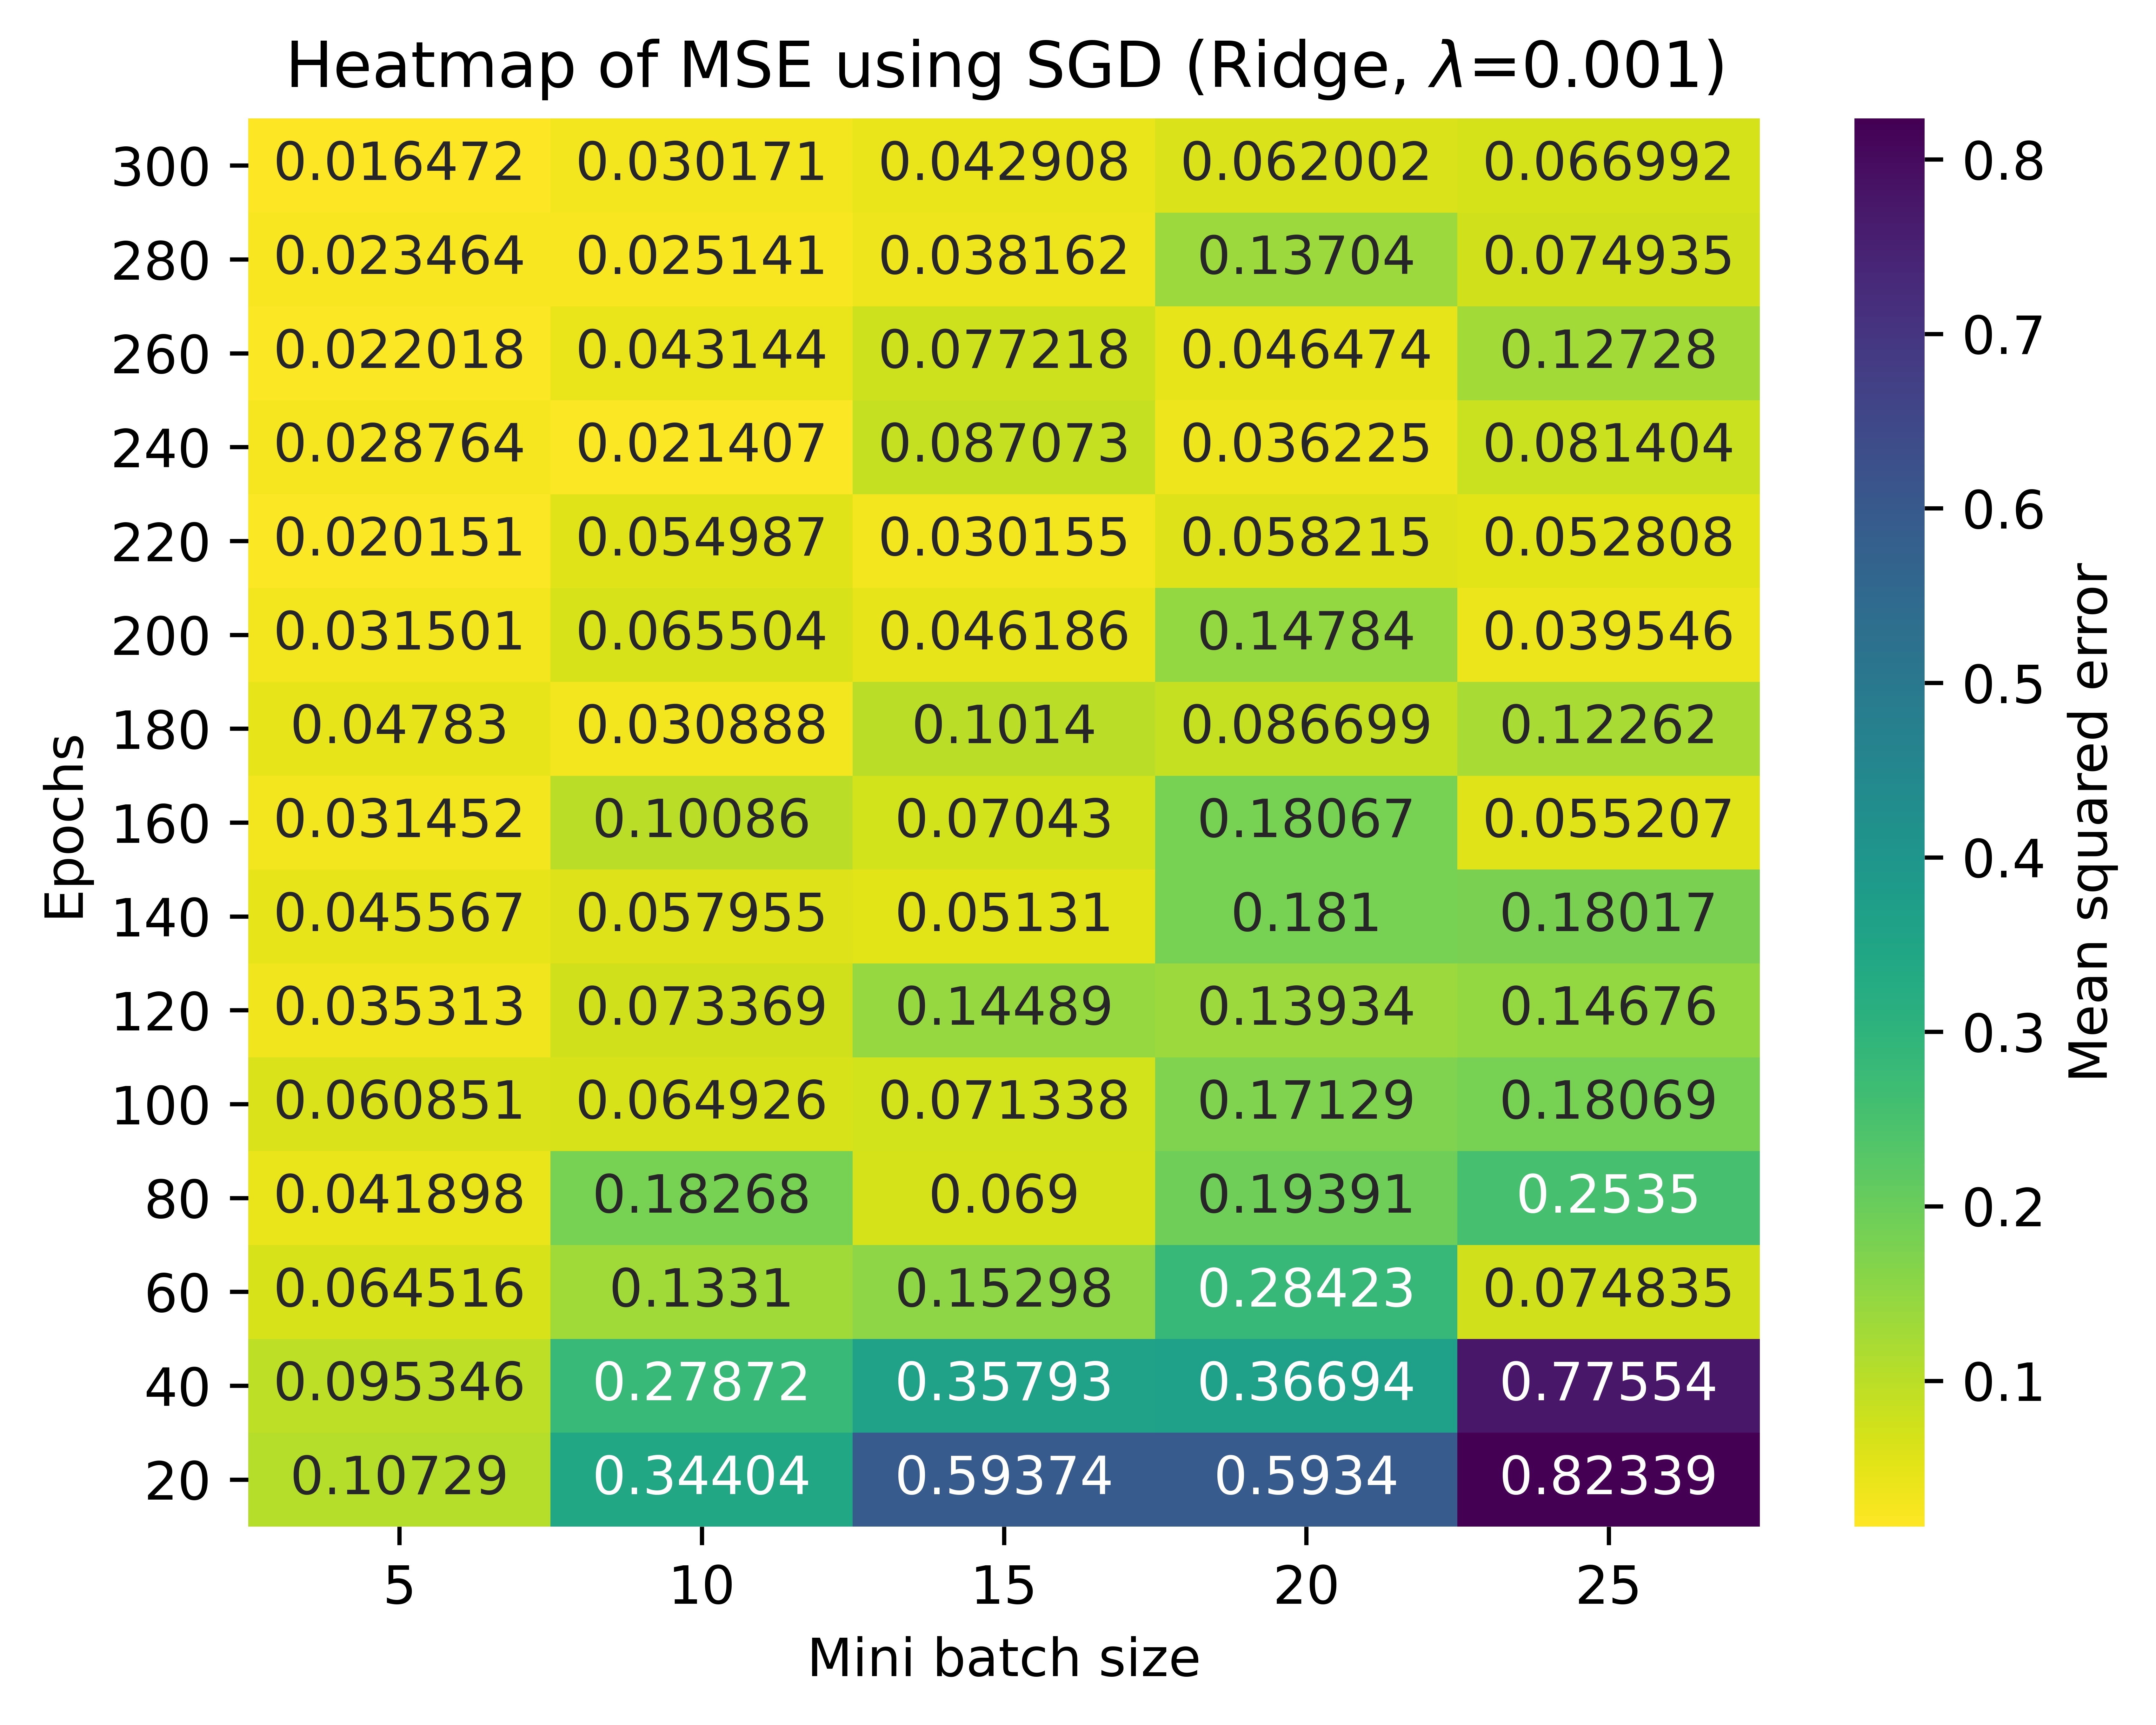 Heatmap of MSE using SGD (Ridge, λ=0.001)
300 0.016472 0.030171 0.042908 0.062002 0.066992
280 0.023464 0.025141 0.038162 0.13704 0.074935
260 0.022018 0.043144 0.077218 0.046474 0.12728
240 0.028764 0.021407 0.087073 0.036225 0.081404
220 0.020151 0.054987 0.030155 0.058215 0.052808
200 0.031501 0.065504 0.046186 0.14784 0.039546
180 0.04783 0.030888 0.1014 0.086699 0.12262
160 0.031452 0.10086 0.07043 0.18067 0.055207
140 0.045567 0.057955 0.05131 0.181 0.18017
120 0.035313 0.073369 0.14489 0.13934 0.14676
100 0.060851 0.064926 0.071338 0.17129 0.18069
80 0.041898 0.18268 0.069 0.19391 0.2535
60 0.064516 0.1331 0.15298 0.28423 0.074835
40 0.095346 0.27872 0.35793 0.36694 0.77554
20 0.10729 0.34404 0.59374 0.5934 0.82339
5 10 15 20 25
Mini batch size
Epochs
0.8
0.7
0.6
0.5
0.4
0.3
0.2
0.1
Mean squared error